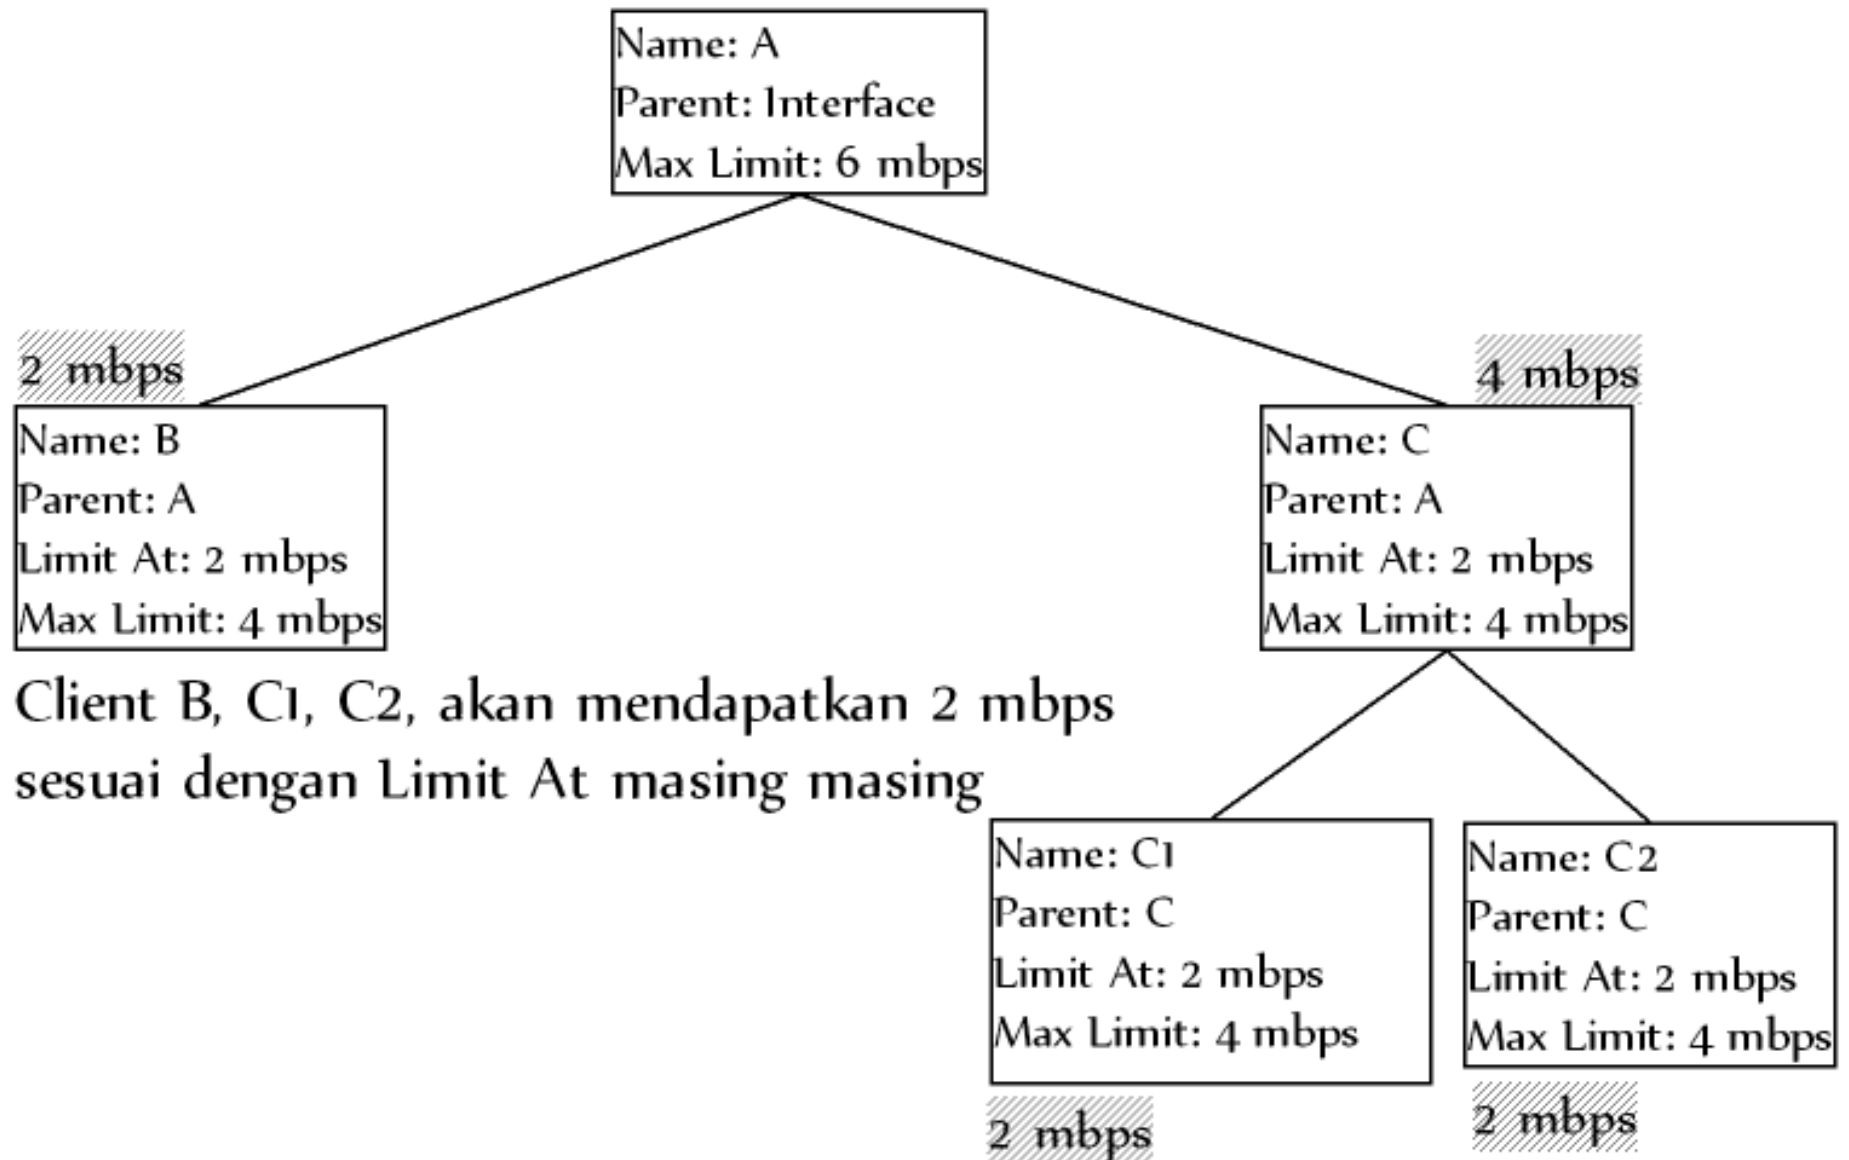 Name: A
Parent: Interface
Max Limit: 6 mbps
2 mbps
4 mbps
Name: B
Parent: A
Limit At: 2 mbps
Max Limit: 4 mbps
Name: C
Parent: A
Limit At: 2 mbps
Max Limit: 4 mbps
Client B, C1, C2, akan mendapatkan 2 mbps
sesuai dengan Limit At masing masing
Name: C1
Parent: C
Limit At: 2 mbps
Max Limit: 4 mbps
2 mbps
Name: C2
Parent: C
Limit At: 2 mbps
Max Limit: 4 mbps
2 mbps